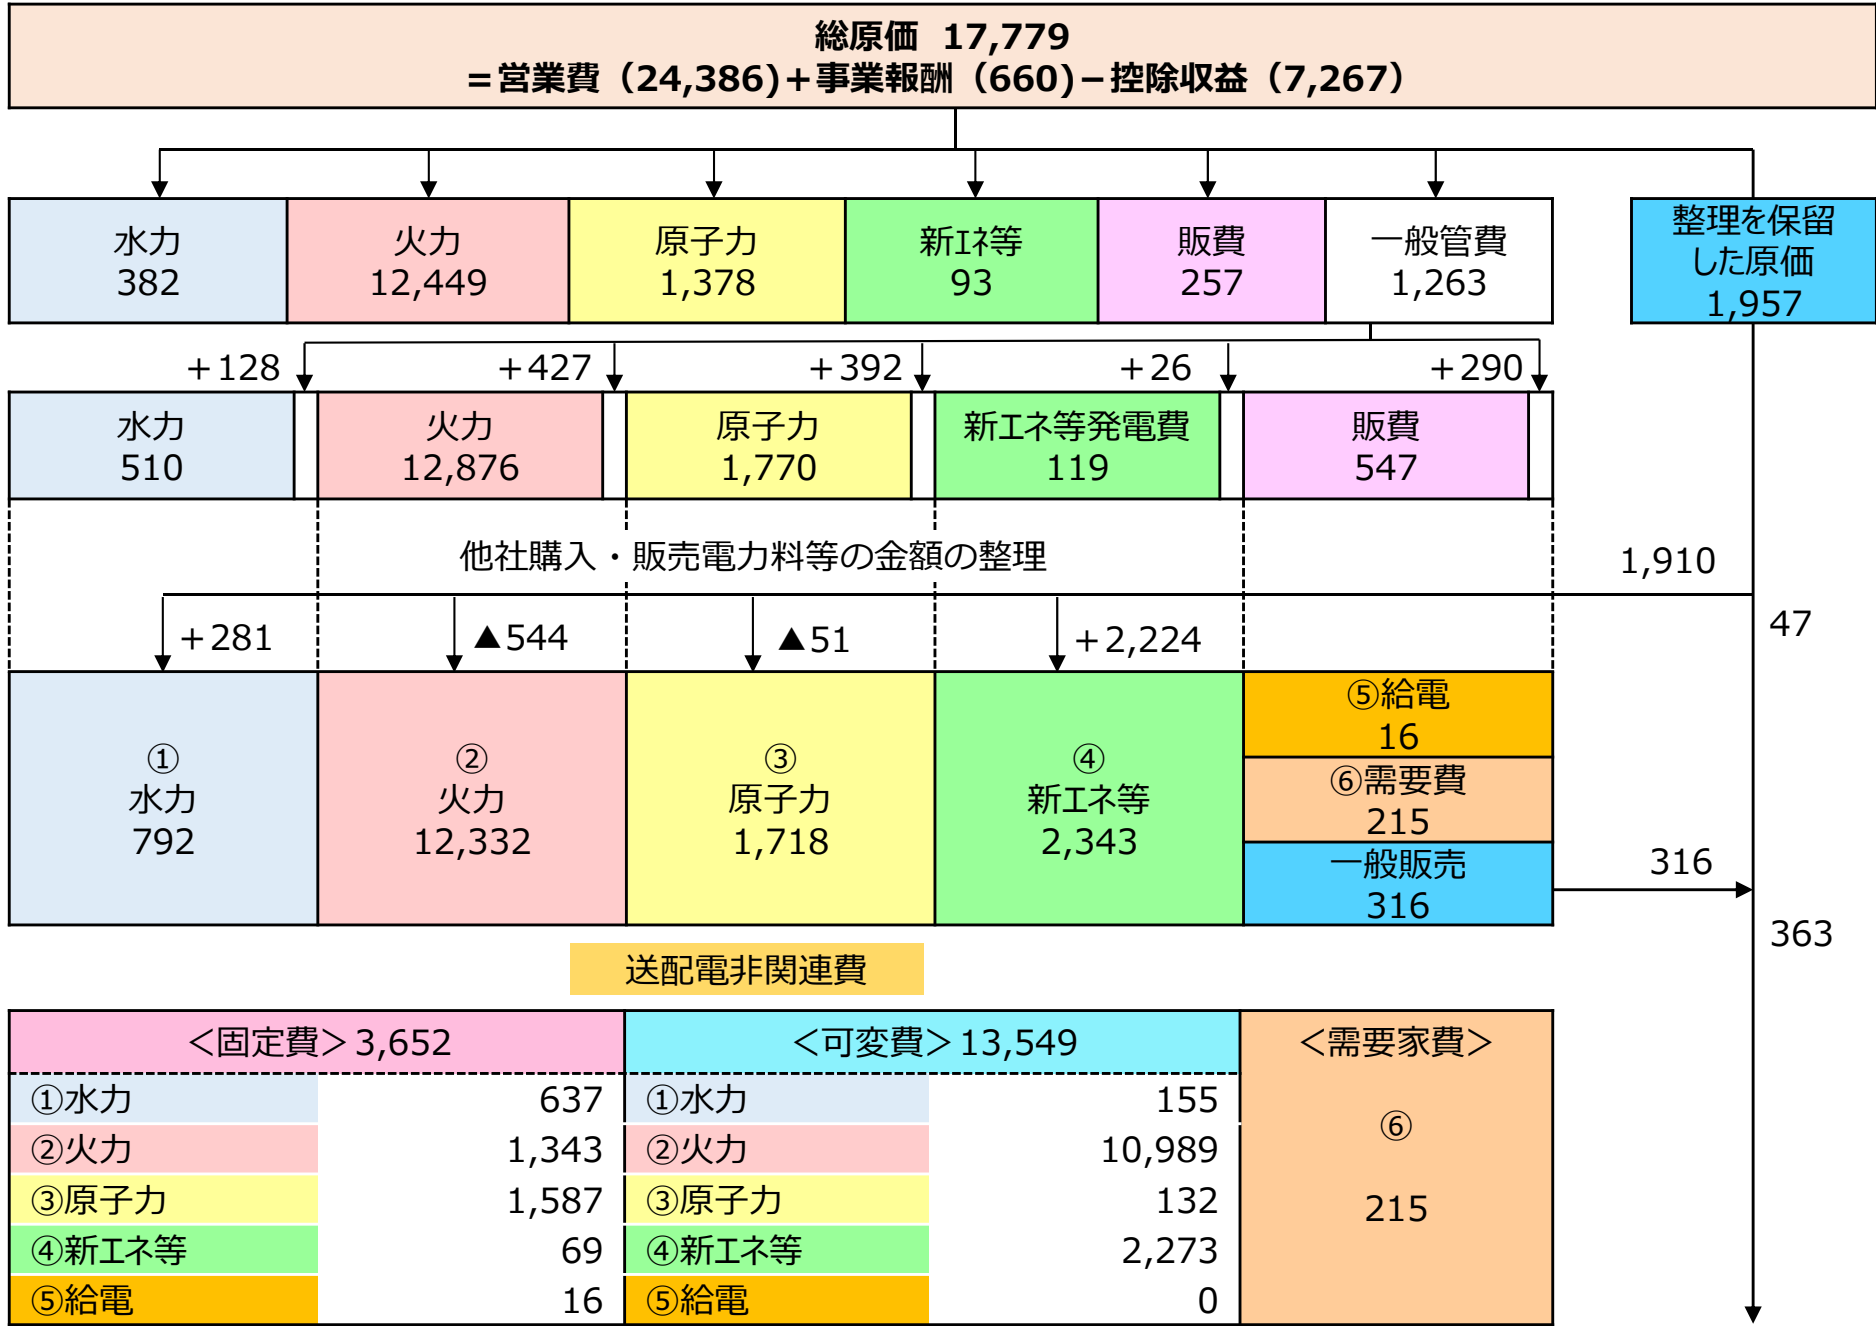 総原価 17,779
＝営業費（24,386)＋事業報酬（660)－控除収益（7,267）
水力
382
火力
12,449
原子力
1,378
新ｴﾈ等
93
販費
257
一般管費
1,263
整理を保留
した原価
1,957
＋128
＋427
＋392
＋26
＋290
水力
510
火力
12,876
原子力
1,770
新エネ等発電費
119
販費
547
他社購入・販売電力料等の金額の整理
1,910
＋281
▲544
▲51
＋2,224
47
①
水力
792
②
火力
12,332
③
原子力
1,718
④
新エネ等
2,343
⑤給電
16
⑥需要費
215
一般販売
316
316
363
送配電非関連費
＜固定費＞3,652
＜可変費＞13,549
＜需要家費＞
①水力 637 ①水力 155
②火力 1,343 ②火力 10,989
③原子力 1,587 ③原子力 132
④新エネ等 69 ④新エネ等 2,273
⑤給電 16 ⑤給電 0
⑥
215